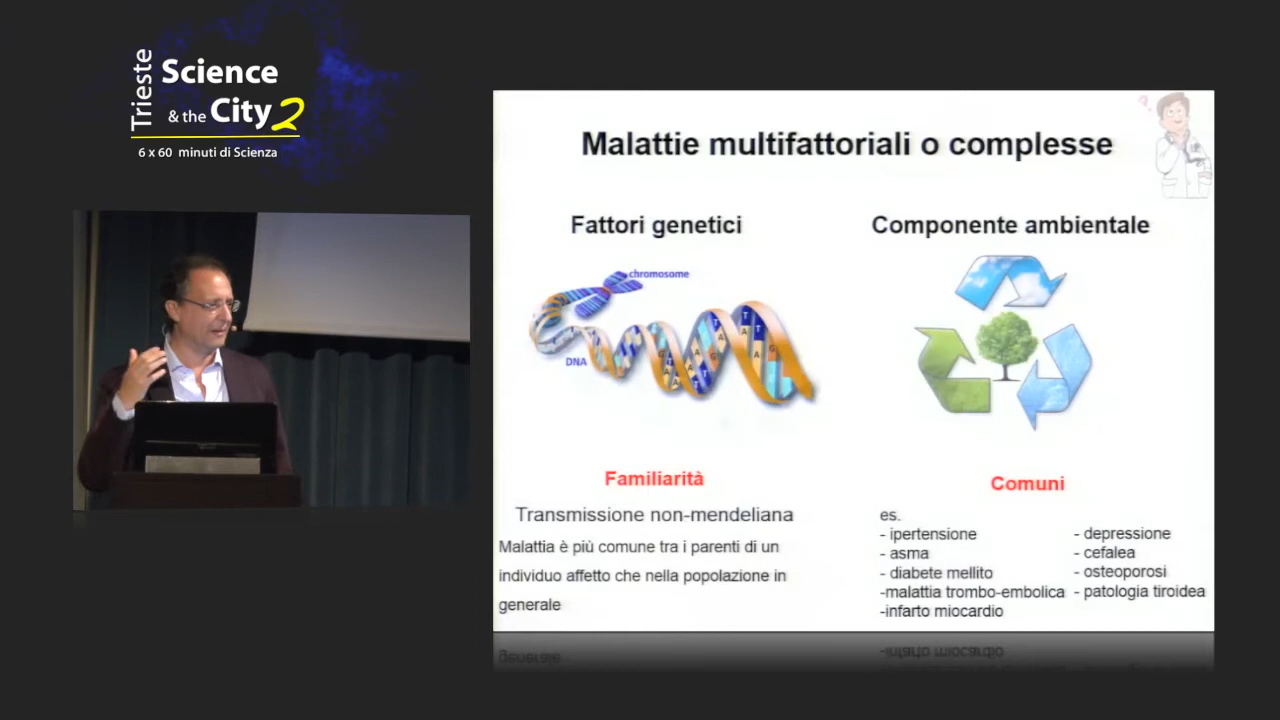 Trieste
Science
& the City 2
6 x 60 minuti di Scienza
Malattie multifattoriali o complesse
Fattori genetici
Componente ambientale
chromosome
DNA
Familiarità
Comuni
Transmissione non-mendeliana
Malattia è più comune tra i parenti di un
individuo affetto che nella popolazione in
generale
es.
- ipertensione
- asma
- diabete mellito
-malattia trombo-embolica
-infarto miocardio
- depressione
- cefalea
- osteoporosi
- patologia tiroidea